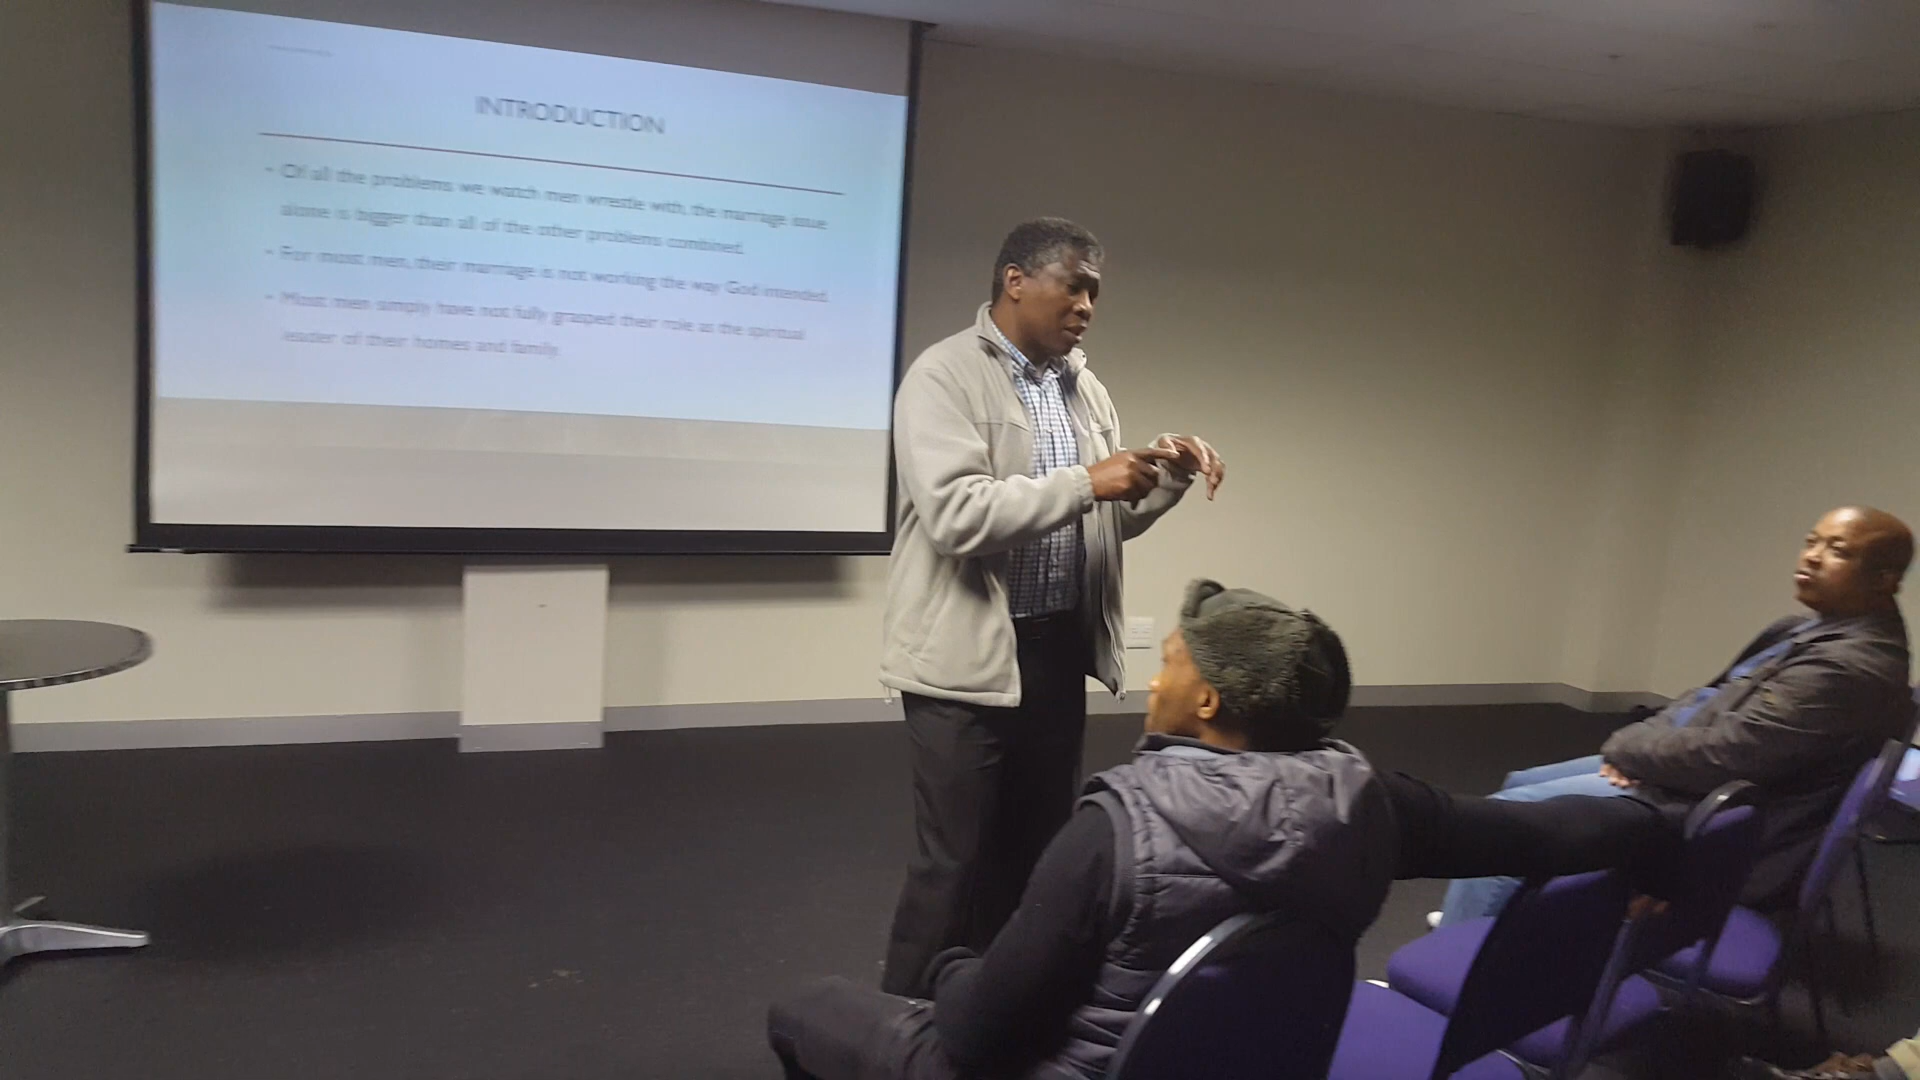 INTRODUCTION
• Of all the problems we watch men wrestle with, the marriage issue
alone is bigger than all of the other problems combined.
• For most men, their marriage is not working the way God intended.
• Most men simply have not fully grasped their role as the spiritual
leader of their homes and family.